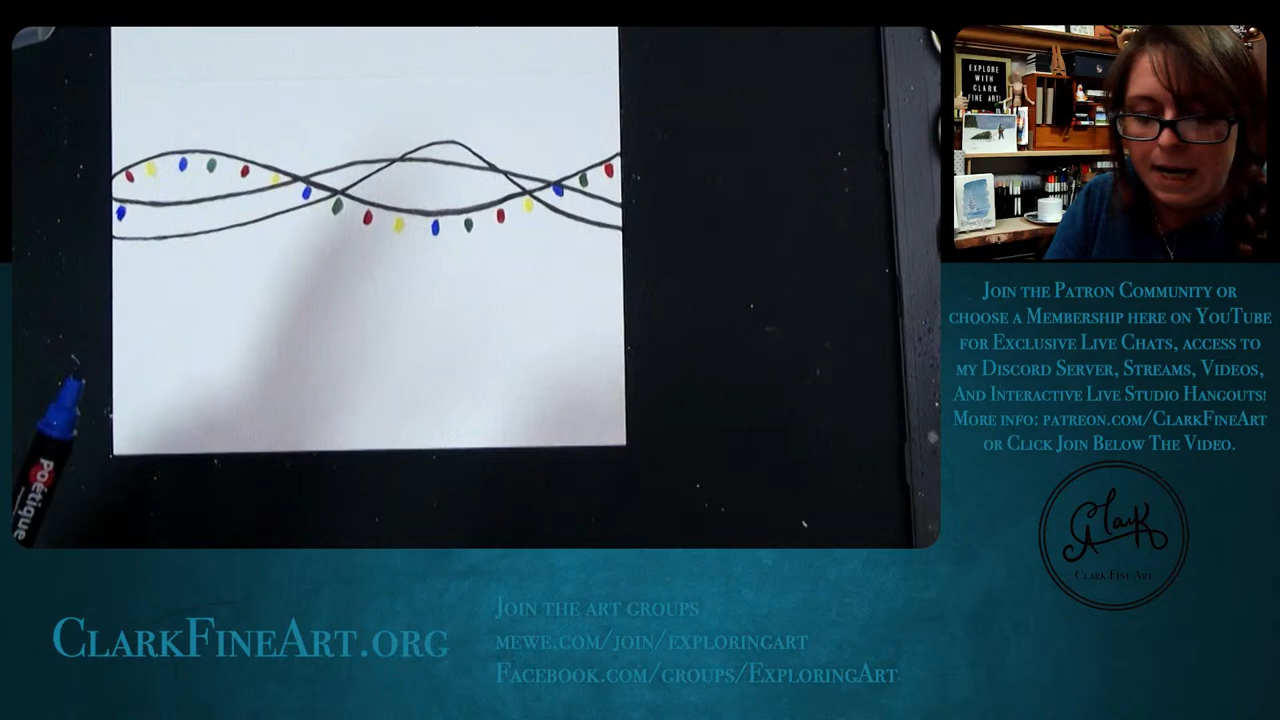 EXPLORE
WITH
CLARK
FINE ART!
Join the Patron Community or
choose a Membership here on YouTube
for Exclusive Live Chats, access to
my Discord Server, Streams, Videos,
And Interactive Live Studio Hangouts!
More info: patreon.com/ClarkFineArt
or Click Join Below The Video.
Poétique
Clark
Clark Fine Art
ClarkFineArt.org
Join the art groups
mewe.com/join/exploringart
Facebook.com/groups/ExploringArt